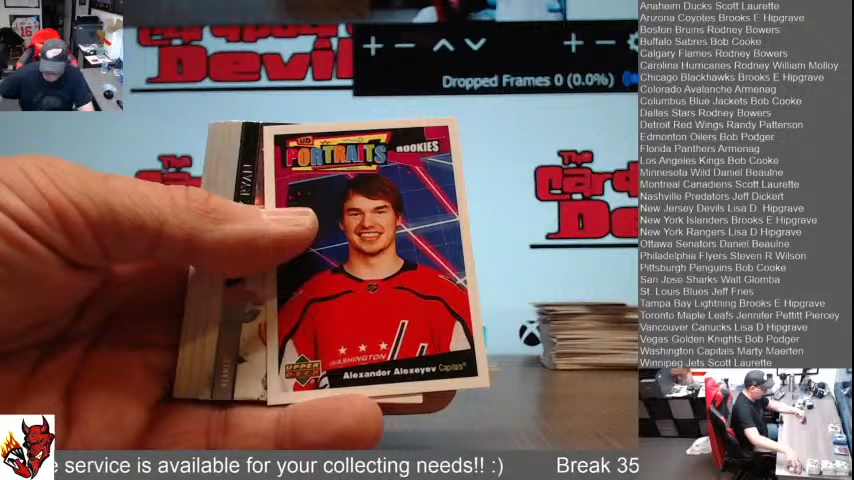 The
Cardboard
Devils
Dropped Frames 0 (0.0%)
UD
PORTRAITS ROOKIES
WASHINGTON
UPPER DECK
Alexander Alexeyev Capitals
The
Anaheim Ducks Scott Laurette
Arizona Coyotes Brooks E Hipgrave
Boston Bruins Rodney Bowers
Buffalo Sabres Bob Cooke
Calgary Flames Rodney Bowers
Carolina Hurricanes Rodney William Molloy
Chicago Blackhawks Brooks E Hipgrave
Colorado Avalanche Armenag
Columbus Blue Jackets Bob Cooke
Dallas Stars Rodney Bowers
Detroit Red Wings Randy Patterson
Edmonton Oilers Bob Podger
Florida Panthers Armenag
Los Angeles Kings Bob Cooke
Minnesota Wild Daniel Beaulne
Montreal Canadiens Scott Laurette
Nashville Predators Jeff Dickert
New Jersey Devils Lisa D Hipgrave
New York Islanders Brooks E Hipgrave
New York Rangers Lisa D Hipgrave
Ottawa Senators Daniel Beaulne
Philadelphia Flyers Steven R Wilson
Pittsburgh Penguins Bob Cooke
San Jose Sharks Walt Glomba
St. Louis Blues Jeff Fries
Tampa Bay Lightning Brooks E Hipgrave
Toronto Maple Leafs Jennifer Pettitt Piercey
Vancouver Canucks Lisa D Hipgrave
Vegas Golden Knights Bob Podger
Washington Capitals Marty Maerten
Winnipeg Jets Scott Laurette
e service is available for your collecting needs!! :) Break 35